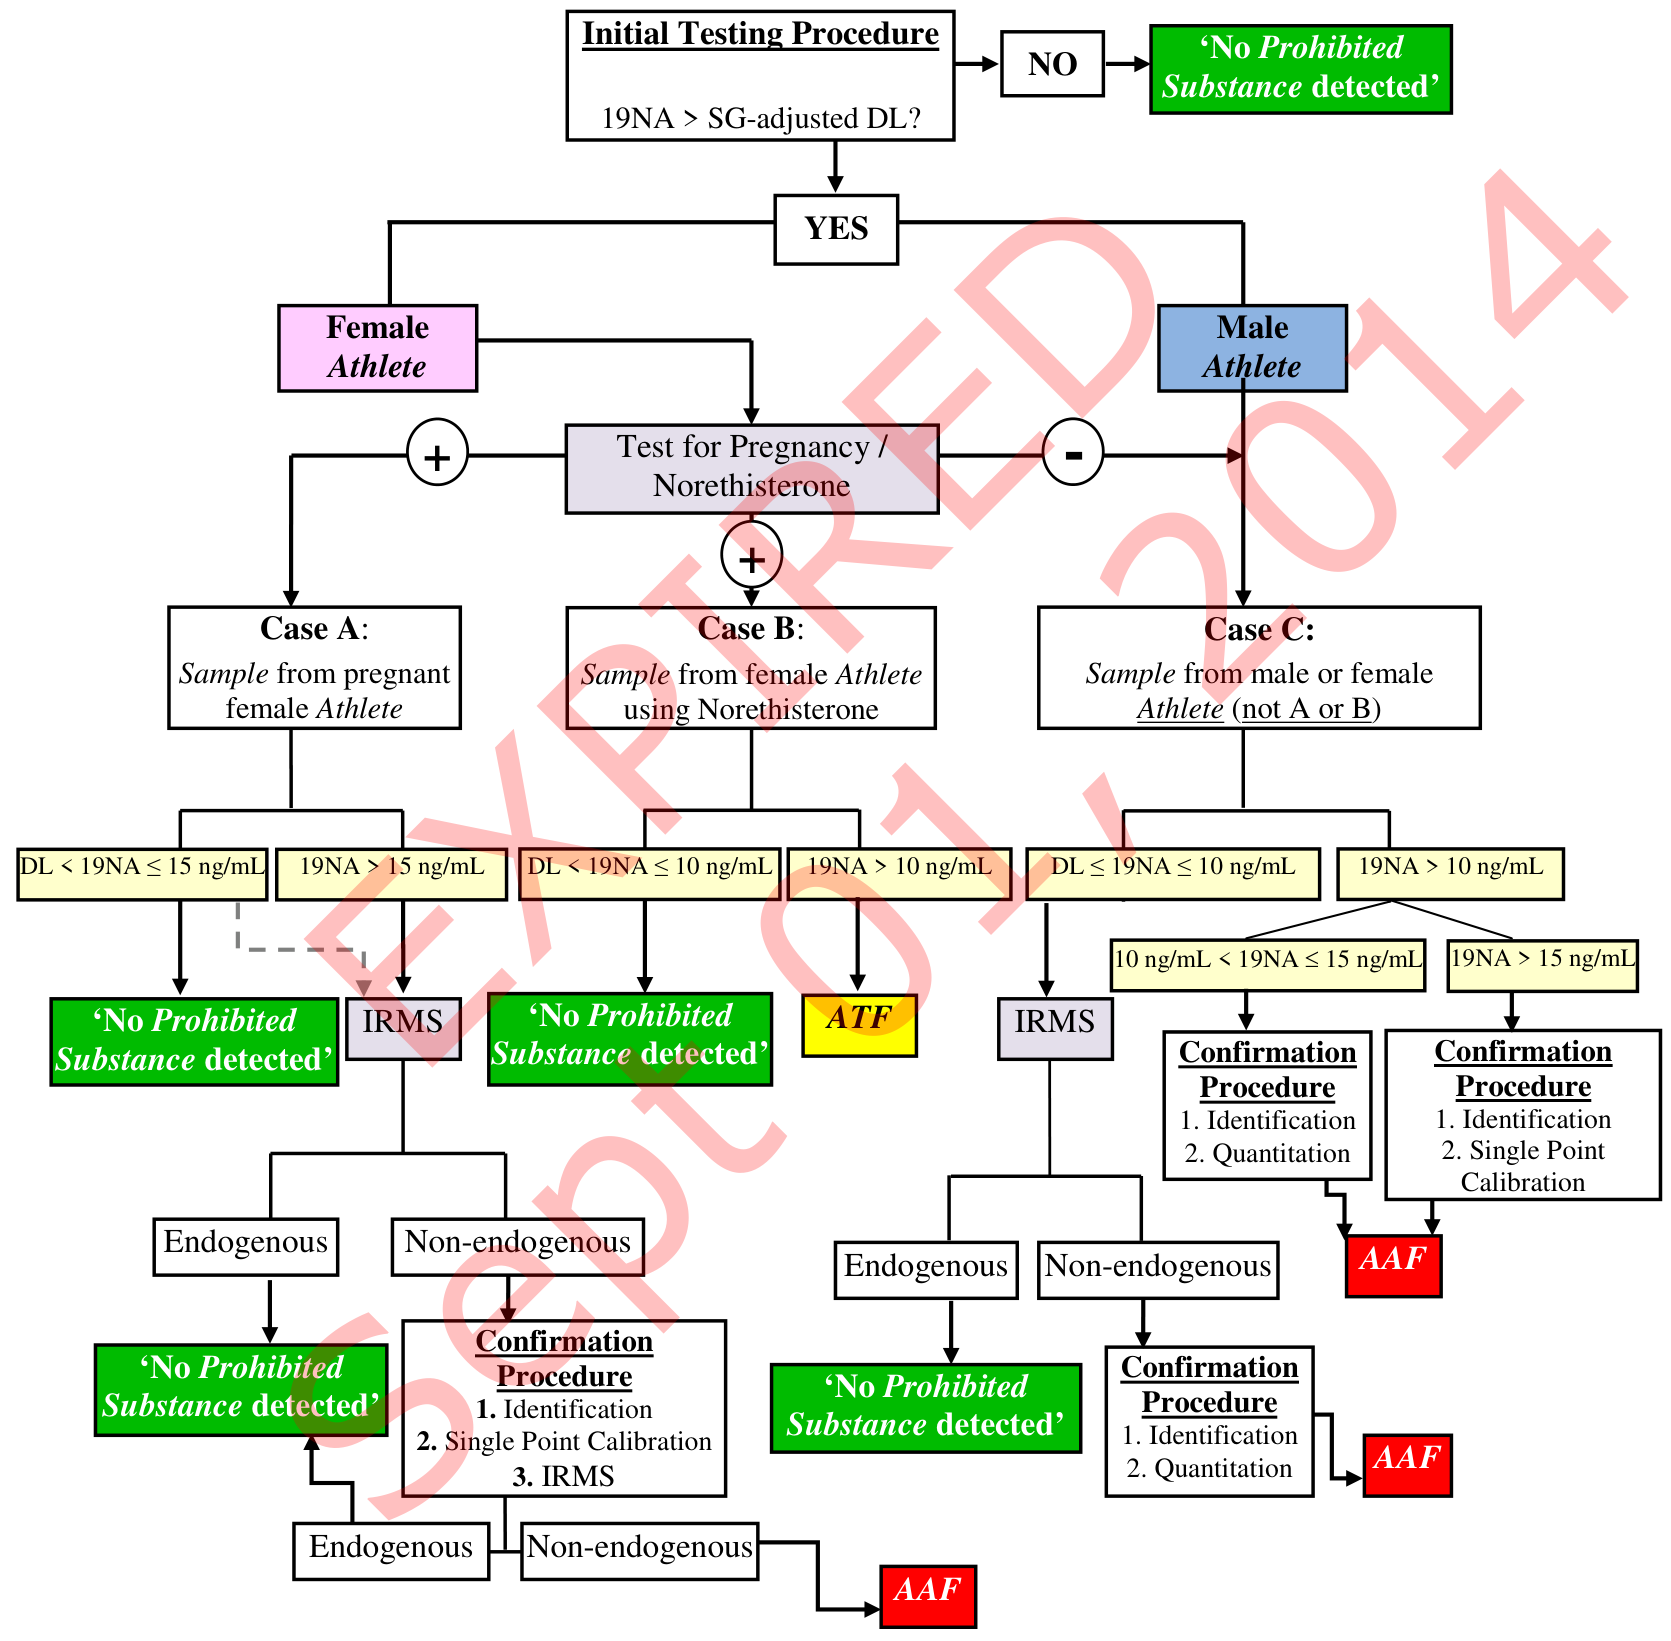 Initial Testing Procedure
19NA > SG-adjusted DL?
NO
‘No Prohibited
Substance detected’
YES
Female
Athlete
Male
Athlete
+
Test for Pregnancy /
Norethisterone
-
+
Case A:
Sample from pregnant
female Athlete
Case B:
Sample from female Athlete
using Norethisterone
Case C:
Sample from male or female
Athlete (not A or B)
DL < 19NA ≤ 15 ng/mL
19NA > 15 ng/mL
DL < 19NA ≤ 10 ng/mL
19NA > 10 ng/mL
DL ≤ 19NA ≤ 10 ng/mL
19NA > 10 ng/mL
10 ng/mL < 19NA ≤ 15 ng/mL
19NA > 15 ng/mL
‘No Prohibited
Substance detected’
IRMS
‘No Prohibited
Substance detected’
ATF
IRMS
Confirmation
Procedure
1. Identification
2. Quantitation
Confirmation
Procedure
1. Identification
2. Single Point
Calibration
AAF
Endogenous
Non-endogenous
Endogenous
Non-endogenous
‘No Prohibited
Substance detected’
Confirmation
Procedure
1. Identification
2. Single Point Calibration
3. IRMS
‘No Prohibited
Substance detected’
Confirmation
Procedure
1. Identification
2. Quantitation
AAF
Endogenous
Non-endogenous
AAF
EXPIRED
Sept 01, 2014